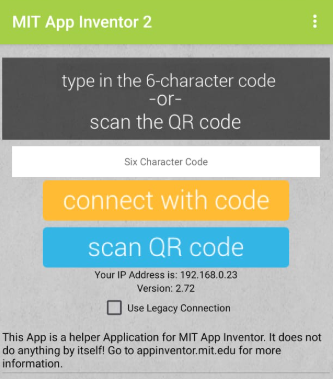 MIT App Inventor 2
type in the 6-character code
-or-
scan the QR code
Six Character Code
connect with code
scan QR code
Your IP Address is: 192.168.0.23
Version: 2.72
Use Legacy Connection
This App is a helper Application for MIT App Inventor. It does not
do anything by itself! Go to appinventor.mit.edu for more
information.